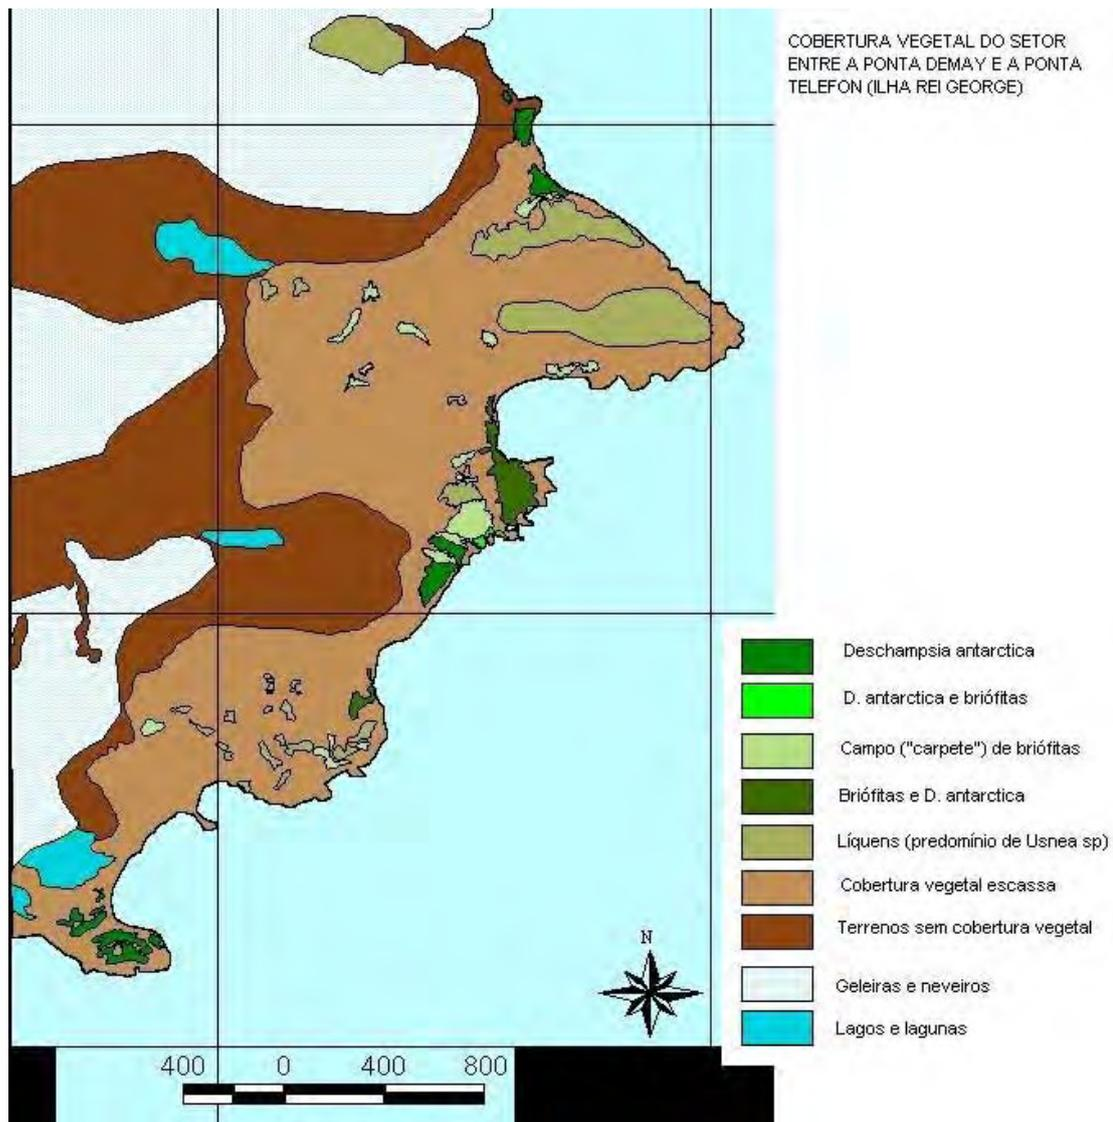 COBERTURA VEGETAL DO SETOR
ENTRE A PONTA DEMAY E A PONTA
TELEFON (ILHA REI GEORGE)
Deschampsia antarctica
D. antarctica e briófitas
Campo ("carpete") de briófitas
Briófitas e D. antarctica
Líquens (predomínio de Usnea sp)
Cobertura vegetal escassa
Terrenos sem cobertura vegetal
Geleiras e neveiros
Lagos e lagunas
N
400 0 400 800